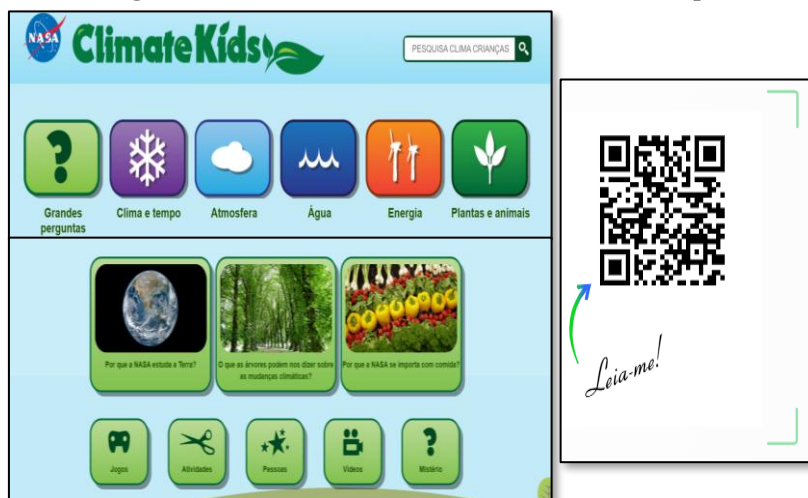 NASA
ClimateKids
PESQUISA CLIMA CRIANÇAS
Grandes perguntas
Clima e tempo
Atmosfera
Água
Energia
Plantas e animais
Por que a NASA estuda a Terra?
O que as árvores podem nos dizer sobre
as mudanças climáticas?
Por que a NASA se importa com comida?
Jogos
Atividades
Pessoas
Vídeos
Mistério
Leia-me!